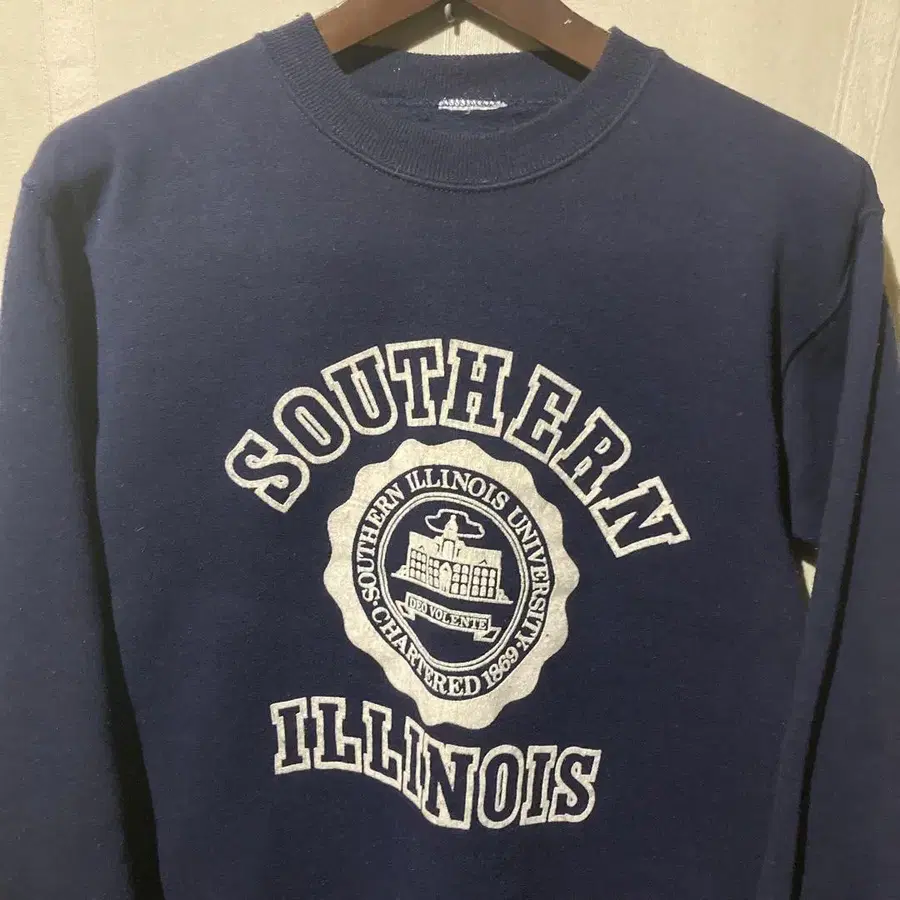 SOUTHERN
SOUTHERN ILLINOIS UNIVERSITY
DEO VOLENTE
CHARTERED 1869
ILLINOIS